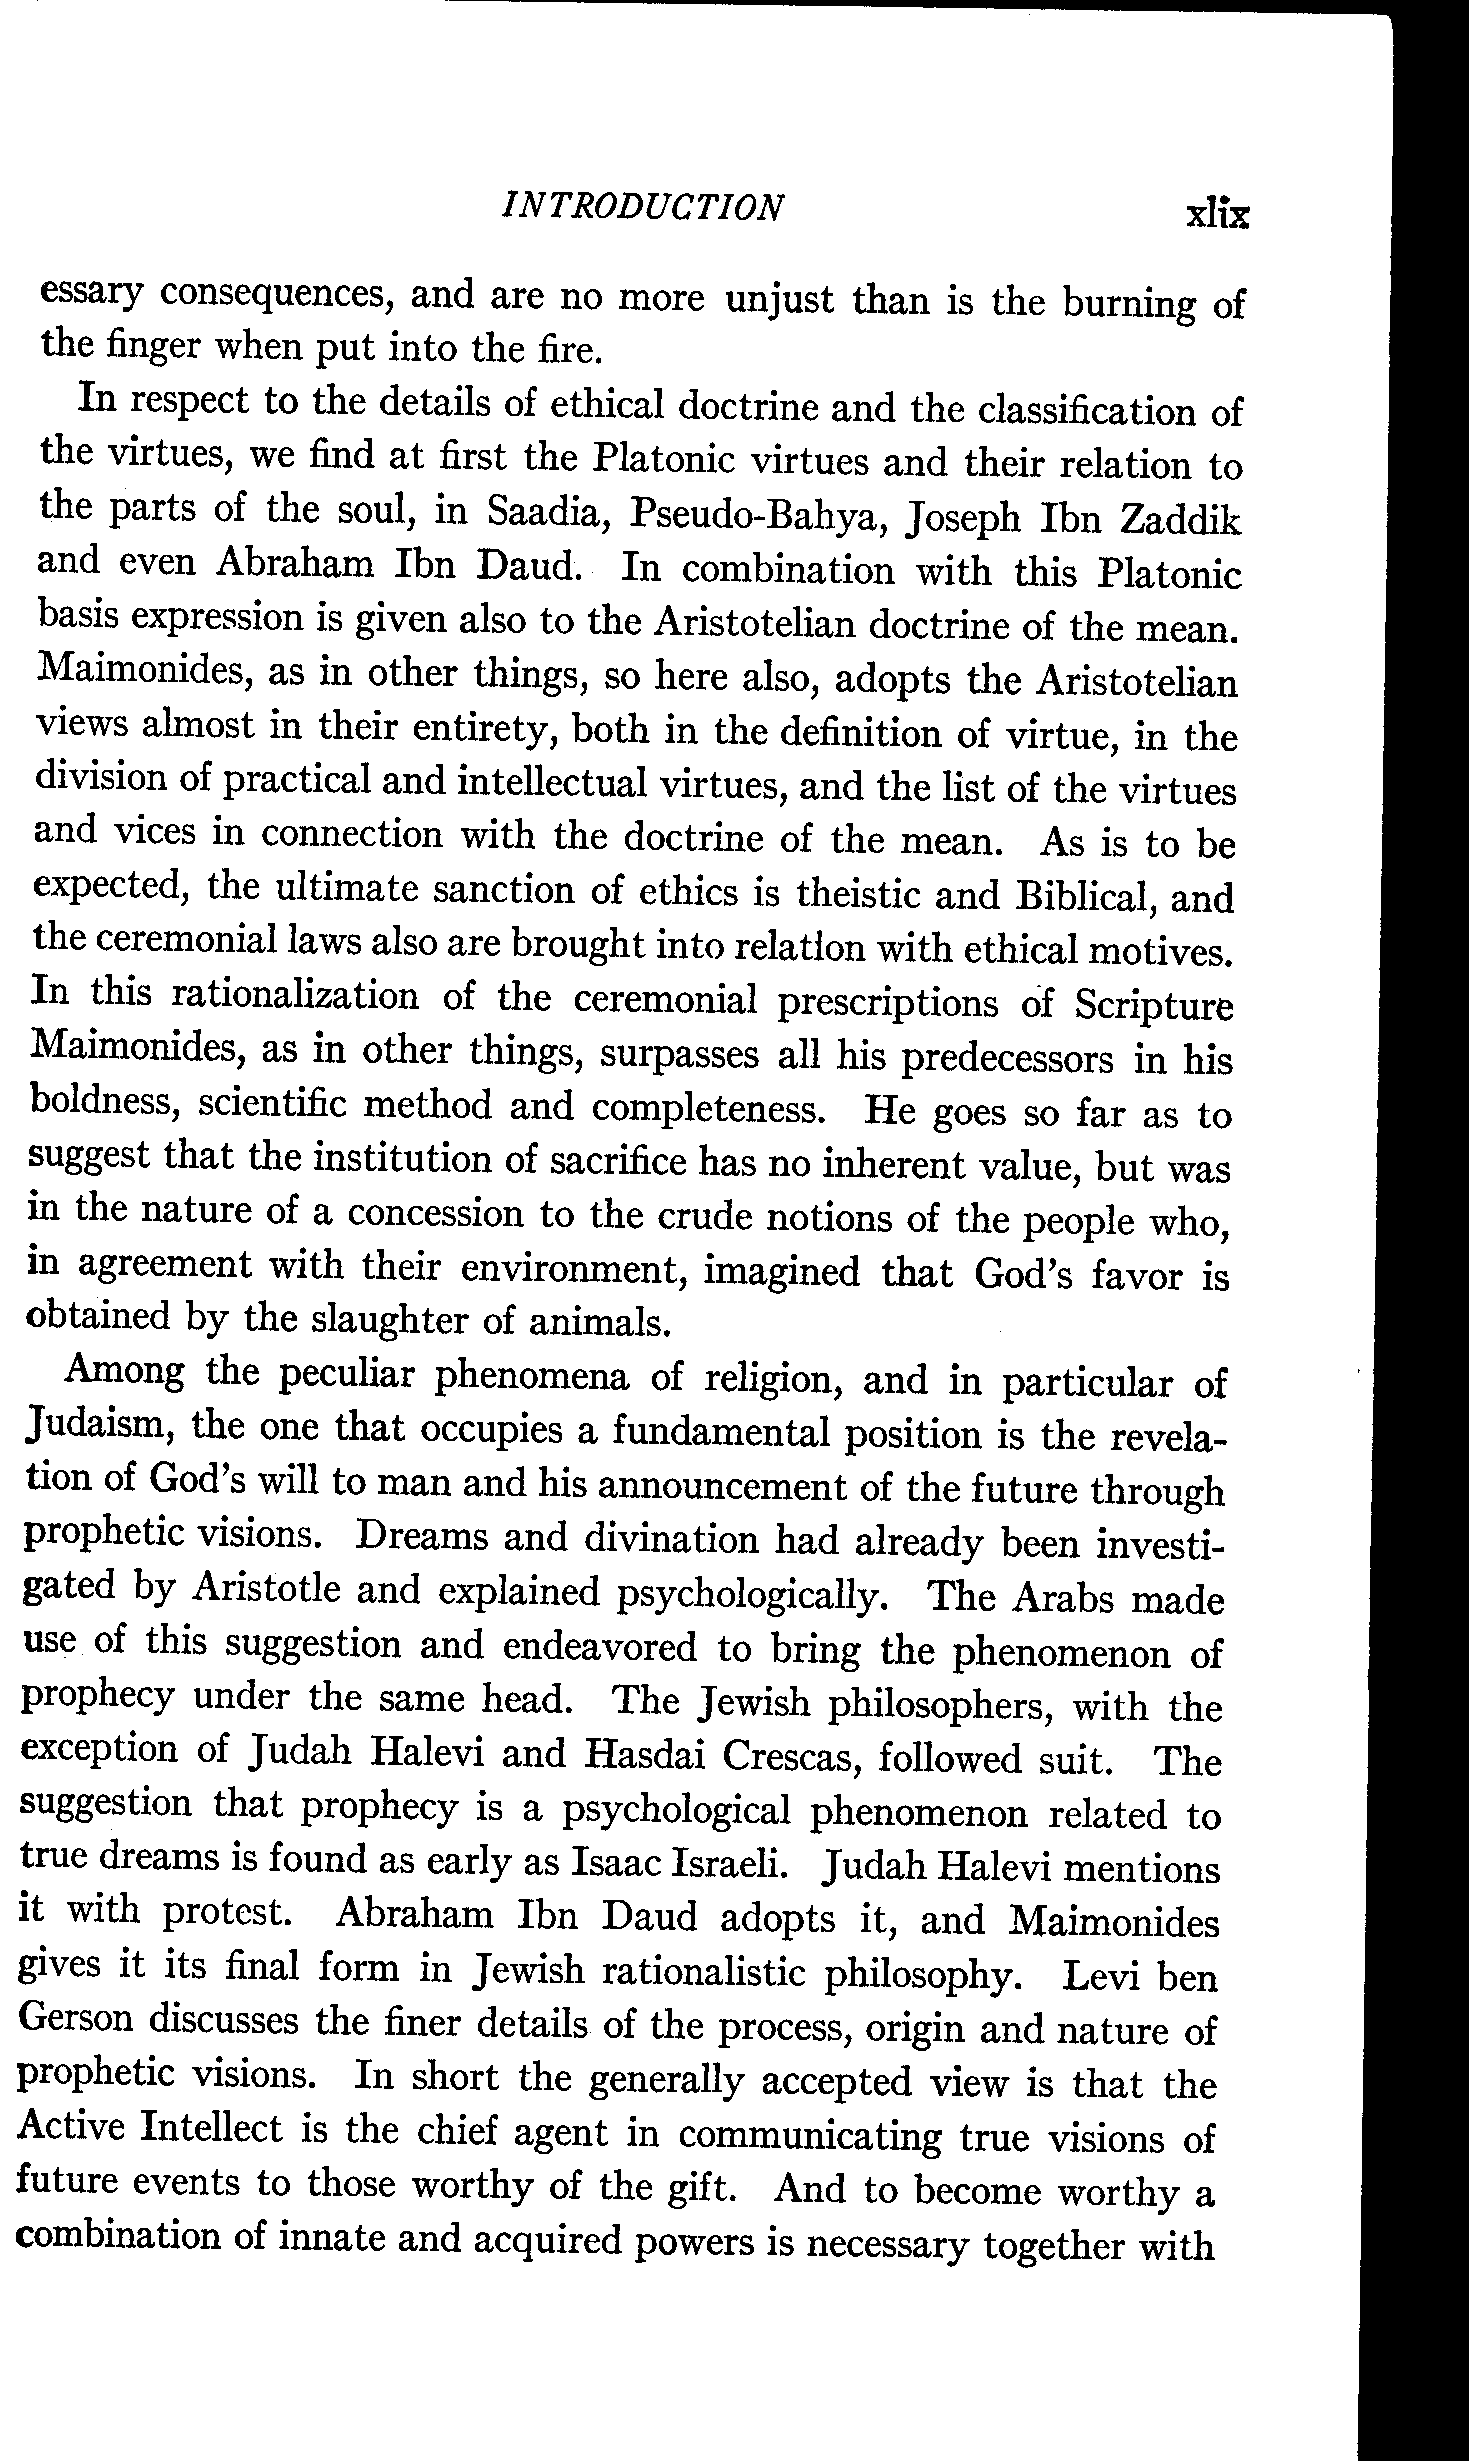 INTRODUCTION xlix
essary consequences, and are no more unjust than is the burning of
the finger when put into the fire.
In respect to the details of ethical doctrine and the classification of
the virtues, we find at first the Platonic virtues and their relation to
the parts of the soul, in Saadia, Pseudo-Bahya, Joseph Ibn Zaddik
and even Abraham Ibn Daud. In combination with this Platonic
basis expression is given also to the Aristotelian doctrine of the mean.
Maimonides, as in other things, so here also, adopts the Aristotelian
views almost in their entirety, both in the definition of virtue, in the
division of practical and intellectual virtues, and the list of the virtues
and vices in connection with the doctrine of the mean. As is to be
expected, the ultimate sanction of ethics is theistic and Biblical, and
the ceremonial laws also are brought into relation with ethical motives.
In this rationalization of the ceremonial prescriptions of Scripture
Maimonides, as in other things, surpasses all his predecessors in his
boldness, scientific method and completeness. He goes so far as to
suggest that the institution of sacrifice has no inherent value, but was
in the nature of a concession to the crude notions of the people who,
in agreement with their environment, imagined that God's favor is
obtained by the slaughter of animals.
Among the peculiar phenomena of religion, and in particular of
Judaism, the one that occupies a fundamental position is the revela-
tion of God's will to man and his announcement of the future through
prophetic visions. Dreams and divination had already been investi-
gated by Aristotle and explained psychologically. The Arabs made
use of this suggestion and endeavored to bring the phenomenon of
prophecy under the same head. The Jewish philosophers, with the
exception of Judah Halevi and Hasdai Crescas, followed suit. The
suggestion that prophecy is a psychological phenomenon related to
true dreams is found as early as Isaac Israeli. Judah Halevi mentions
it with protest. Abraham Ibn Daud adopts it, and Maimonides
gives it its final form in Jewish rationalistic philosophy. Levi ben
Gerson discusses the finer details of the process, origin and nature of
prophetic visions. In short the generally accepted view is that the
Active Intellect is the chief agent in communicating true visions of
future events to those worthy of the gift. And to become worthy a
combination of innate and acquired powers is necessary together with